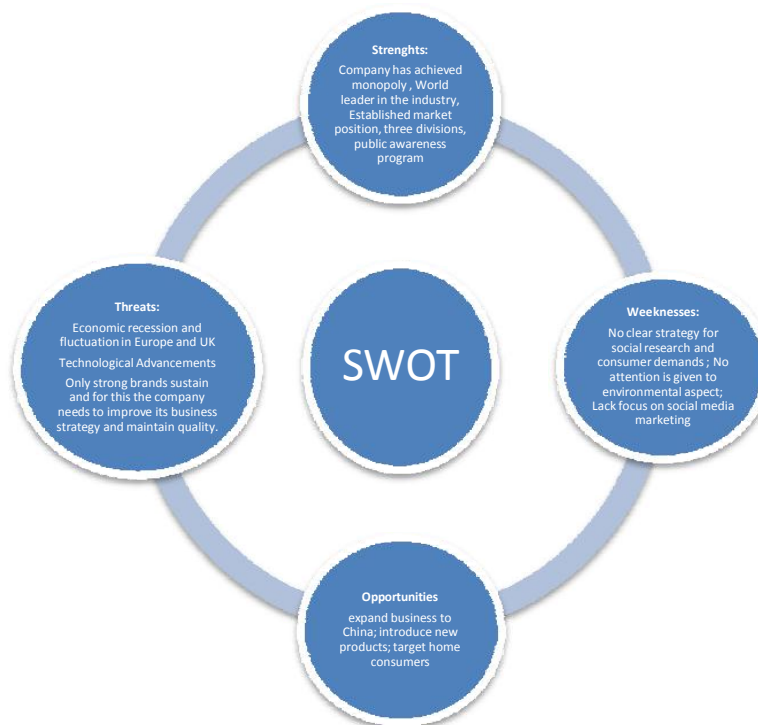 Strenghts:
Company has achieved
monopoly , World
leader in the industry,
Established market
position, three divisions,
public awareness
program
Threats:
Economic recession and
fluctuation in Europe and UK
Technological Advancements
Only strong brands sustain
and for this the company
needs to improve its business
strategy and maintain quality.
SWOT
Weeknesses:
No clear strategy for
social research and
consumer demands ; No
attention is given to
environmental aspect;
Lack focus on social media
marketing
Opportunities
expand business to
China; introduce new
products; target home
consumers